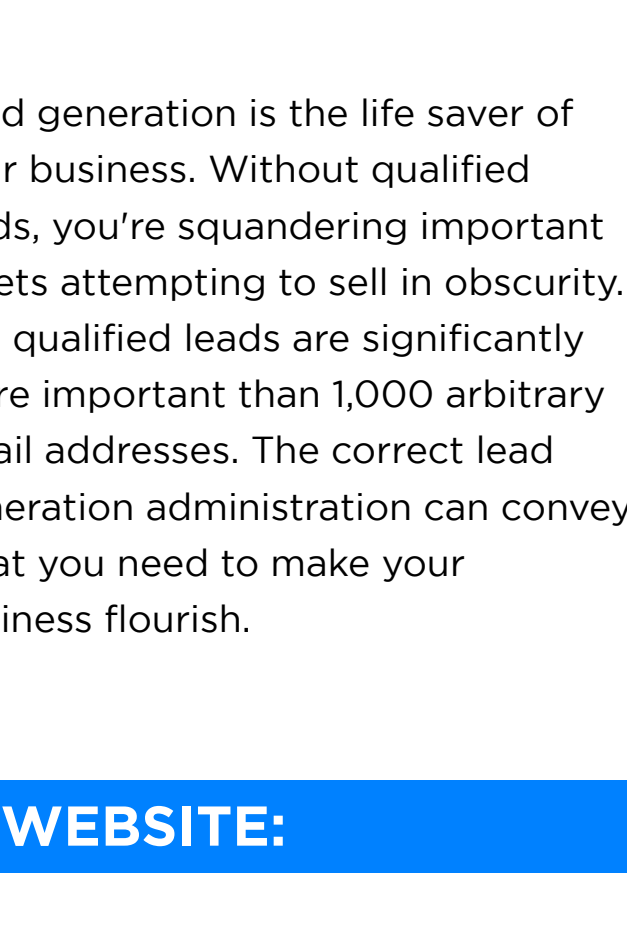 d generation is the life saver of
r business. Without qualified
ds, you're squandering important
ets attempting to sell in obscurity.
qualified leads are significantly
re important than 1,000 arbitrary
ail addresses. The correct lead
neration administration can convey
at you need to make your
iness flourish.
WEBSITE: